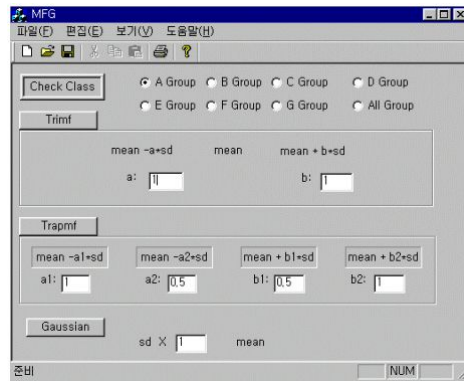 MFG
파일(F) 편집(E) 보기(V) 도움말(H)
Check Class
A Group B Group C Group D Group
E Group F Group G Group All Group
Trimf
mean -a*sd mean mean + b*sd
a: 1 b: 1
Trapmf
mean -a1*sd mean -a2*sd mean + b1*sd mean + b2*sd
a1: 1 a2: 0,5 b1: 0,5 b2: 1
Gaussian
sd X 1 mean
준비 NUM